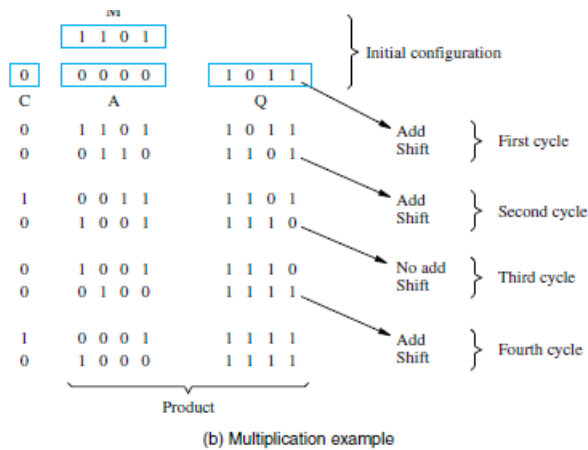 M
1 1 0 1
Initial configuration
0 0 0 0 0 1 0 1 1
C A Q
0 1 1 0 1 1 0 1 1 Add
First cycle
0 0 1 1 0 1 1 0 1 Shift
1 0 0 1 1 1 1 0 1 Add
Second cycle
0 1 0 0 1 1 1 1 0 Shift
0 1 0 0 1 1 1 1 0 No add
Third cycle
0 0 1 0 0 1 1 1 1 Shift
1 0 0 0 1 1 1 1 1 Add
Fourth cycle
0 1 0 0 0 1 1 1 1 Shift
Product
(b) Multiplication example